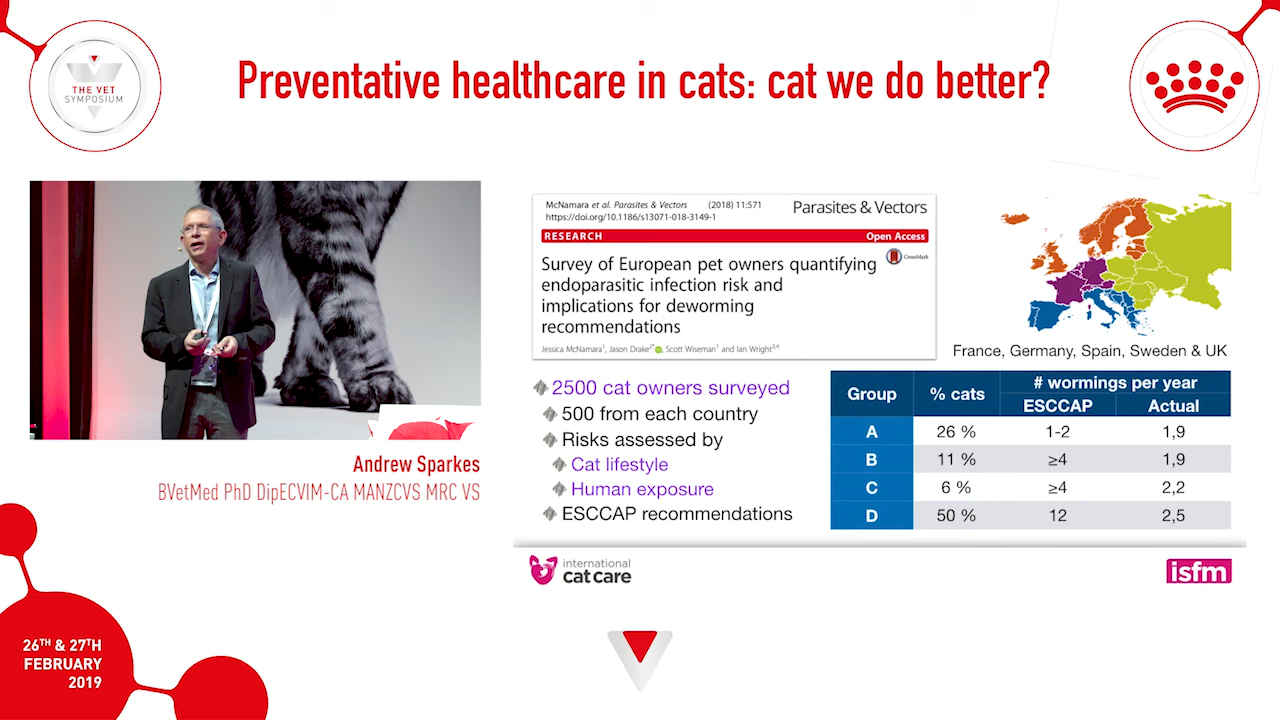 THE VET
SYMPOSIUM
Preventative healthcare in cats: cat we do better?
Andrew Sparkes
BVetMed PhD DipECVIM-CA MANZCVS MRC VS
McNamara et al. Parasites & Vectors (2018) 11:571
https://doi.org/10.1186/s13071-018-3149-1
Parasites & Vectors
RESEARCH Open Access
CrossMark
Survey of European pet owners quantifying
endoparasitic infection risk and
implications for deworming
recommendations
Jessica McNamara1, Jason Drake2*, Scott Wiseman1 and Ian Wright3,4
France, Germany, Spain, Sweden & UK
2500 cat owners surveyed
500 from each country
Risks assessed by
Cat lifestyle
Human exposure
ESCCAP recommendations
Group % cats # wormings per year
ESCCAP Actual
A 26 % 1-2 1,9
B 11 % ≥4 1,9
C 6 % ≥4 2,2
D 50 % 12 2,5
international
cat care
isfm
26TH & 27TH
FEBRUARY
2019